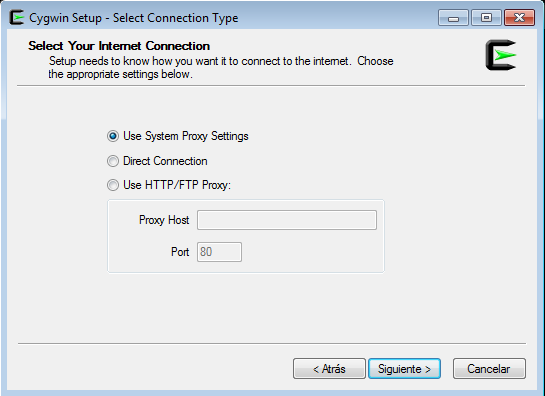 Cygwin Setup - Select Connection Type
Select Your Internet Connection
Setup needs to know how you want it to connect to the internet. Choose
the appropriate settings below.
Use System Proxy Settings
Direct Connection
Use HTTP/FTP Proxy:
Proxy Host
Port 80
< Atrás Siguiente > Cancelar